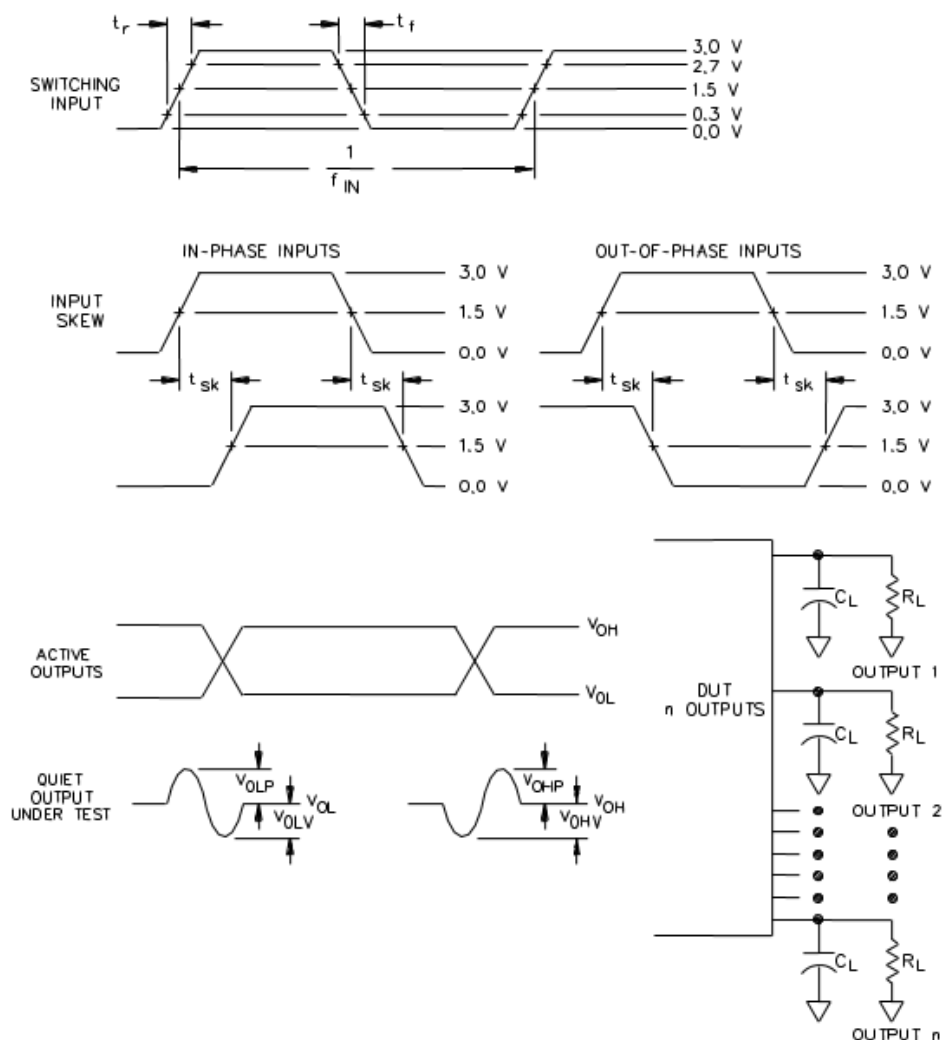 t_r
t_f
SWITCHING
INPUT
3.0 V
2.7 V
1.5 V
0.3 V
0.0 V
1
f_IN
IN-PHASE INPUTS
OUT-OF-PHASE INPUTS
INPUT
SKEW
3.0 V
1.5 V
0.0 V
3.0 V
1.5 V
0.0 V
t_sk
t_sk
t_sk
t_sk
3.0 V
1.5 V
0.0 V
3.0 V
1.5 V
0.0 V
ACTIVE
OUTPUTS
V_OH
V_OL
QUIET
OUTPUT
UNDER TEST
V_OLP
V_OL
V_OLV
V_OHP
V_OH
V_OHV
DUT
n OUTPUTS
C_L
R_L
OUTPUT 1
C_L
R_L
OUTPUT 2
C_L
R_L
OUTPUT n